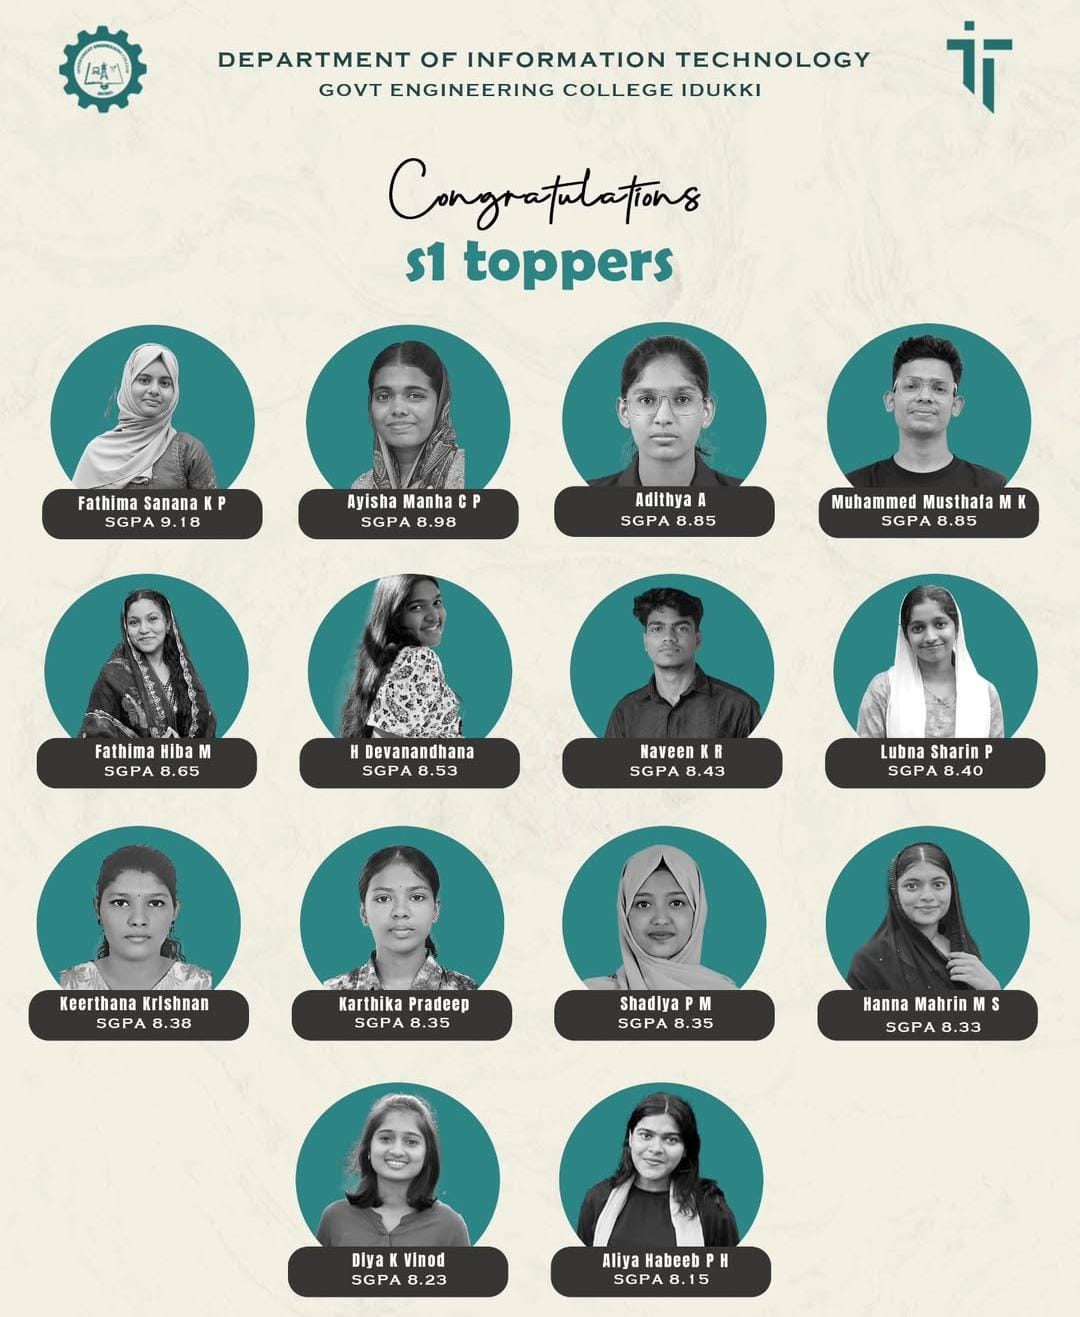 DEPARTMENT OF INFORMATION TECHNOLOGY
GOVT ENGINEERING COLLEGE IDUKKI
Congratulations
s1 toppers
Fathima Sanana K P
SGPA 9.18
Ayisha Manha C P
SGPA 8.98
Adithya A
SGPA 8.85
Muhammed Musthafa M K
SGPA 8.85
Fathima Hiba M
SGPA 8.65
H Devanandhana
SGPA 8.53
Naveen K R
SGPA 8.43
Lubna Sharin P
SGPA 8.40
Keerthana Krishnan
SGPA 8.38
Karthika Pradeep
SGPA 8.35
Shadiya P M
SGPA 8.35
Hanna Mahrin M S
SGPA 8.33
Diya K Vinod
SGPA 8.23
Aliya Habeeb P H
SGPA 8.15